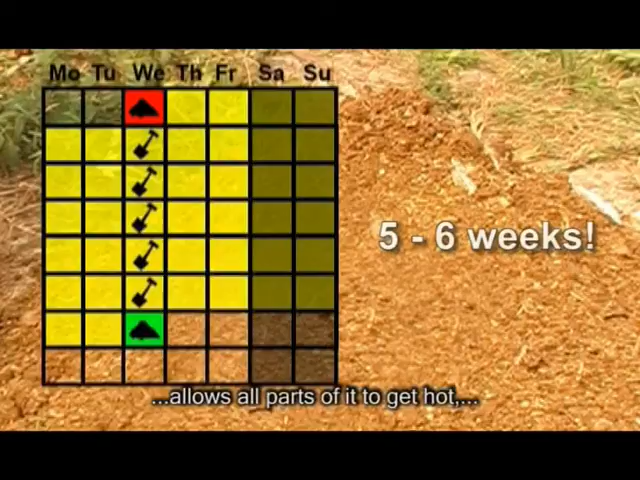 Mo Tu We Th Fr Sa Su
5 - 6 weeks!
...allows all parts of it to get hot,...